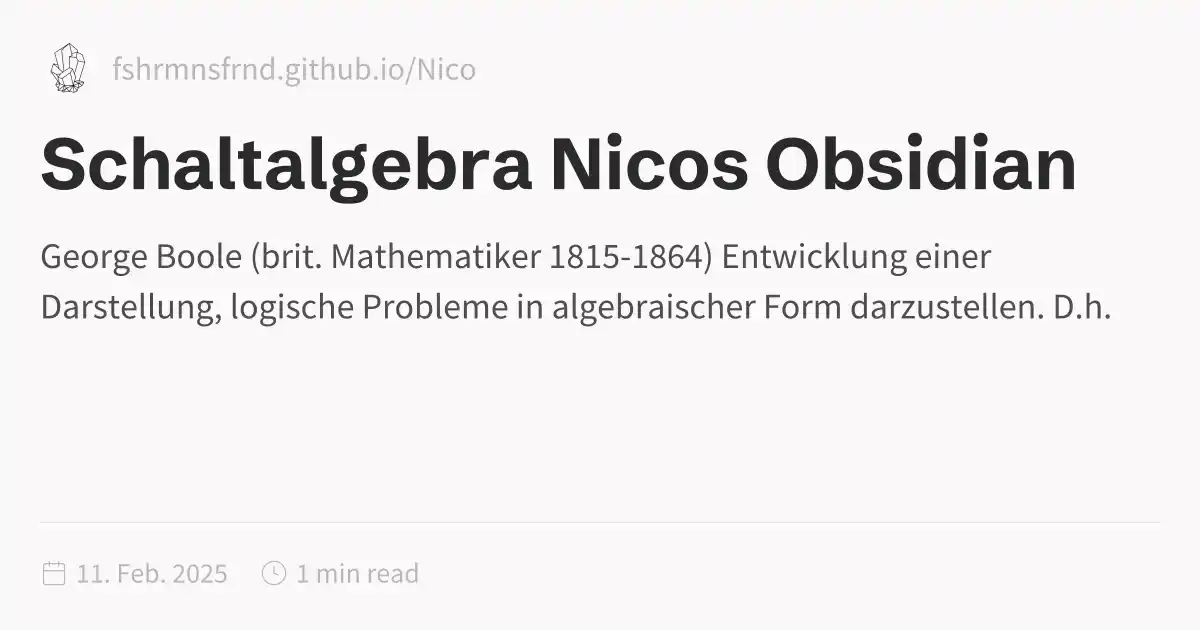 fshrmnsfrnd.github.io/Nico
Schaltalgebra Nicos Obsidian
George Boole (brit. Mathematiker 1815-1864) Entwicklung einer
Darstellung, logische Probleme in algebraischer Form darzustellen. D.h.
11. Feb. 2025 1 min read